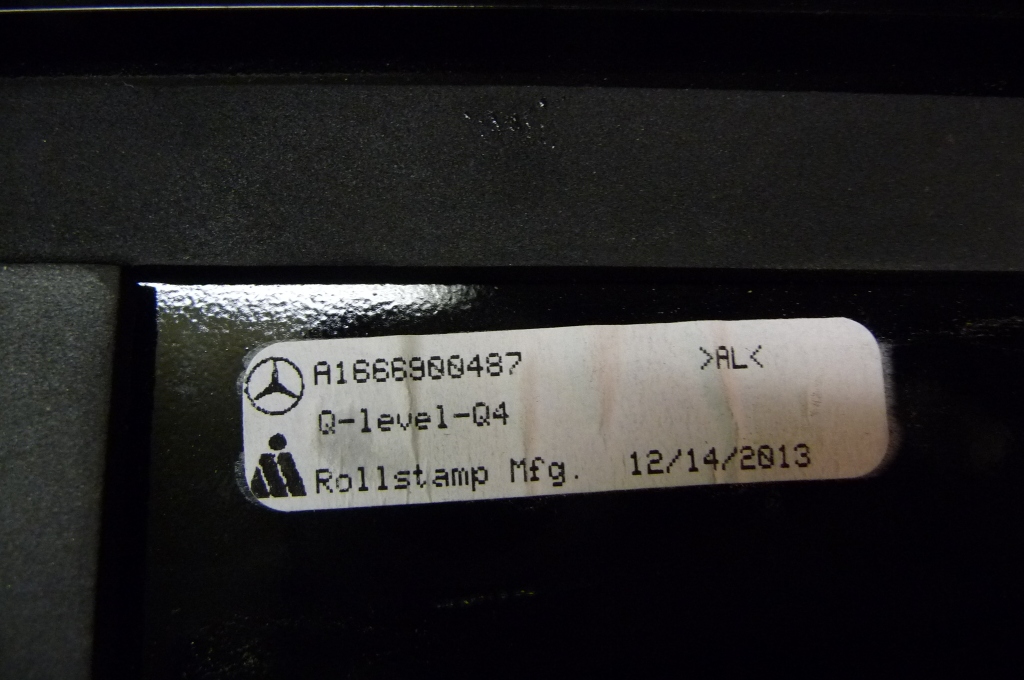 A1666900487 >AL<
Q-level-Q4
Rollstamp Mfg. 12/14/2013